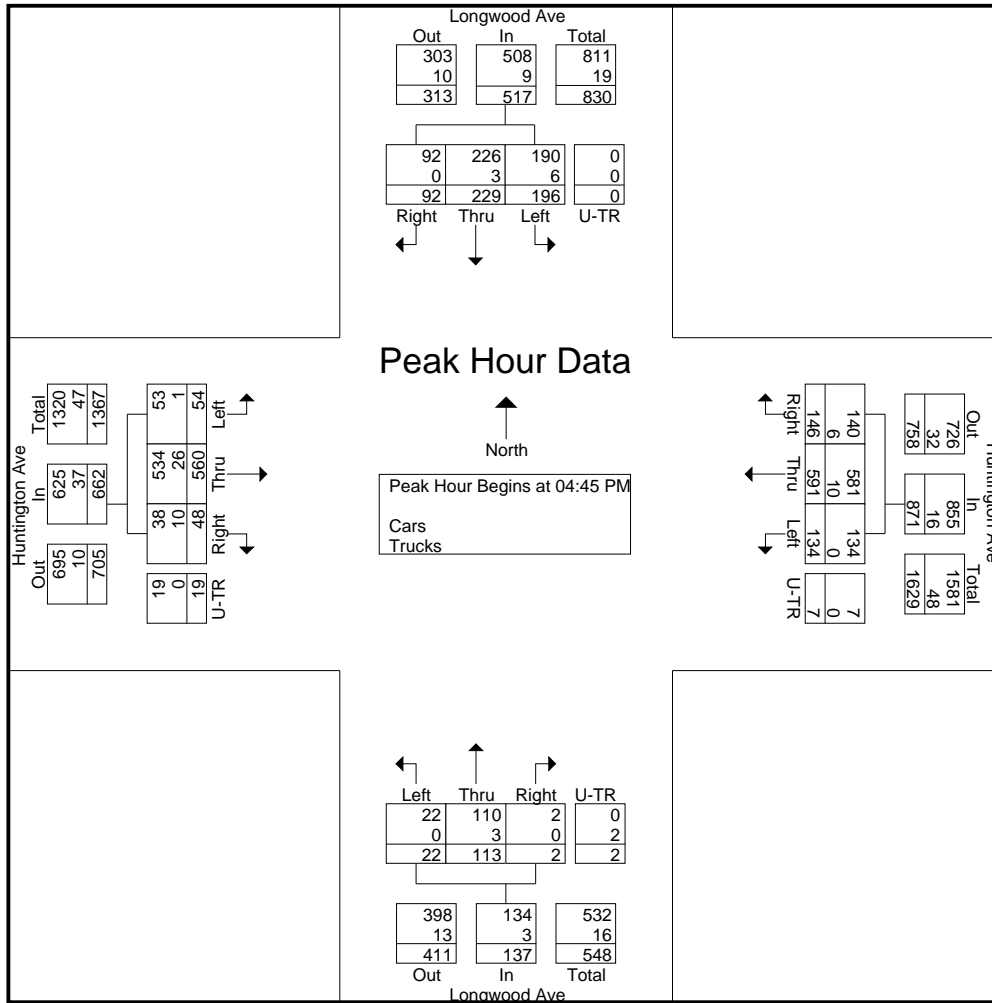 Longwood Ave
Out In Total
303 508 811
10 9 19
313 517 830
92 226 190 0
0 3 6 0
92 229 196 0
Right Thru Left U-TR
Peak Hour Data
North
Peak Hour Begins at 04:45 PM
Cars
Trucks
Huntington Ave
Out In Total
695 625 1320
10 37 47
705 662 1367
19 38 534 53
0 10 26 1
19 48 560 54
U-TR Right Thru Left
Huntington Ave
Out In Total
726 855 1581
32 16 48
758 871 1629
140 581 134 7
6 10 0 0
146 591 134 7
Right Thru Left U-TR
Left Thru Right U-TR
22 110 2 0
0 3 0 2
22 113 2 2
398 134 532
13 3 16
411 137 548
Out In Total
Longwood Ave